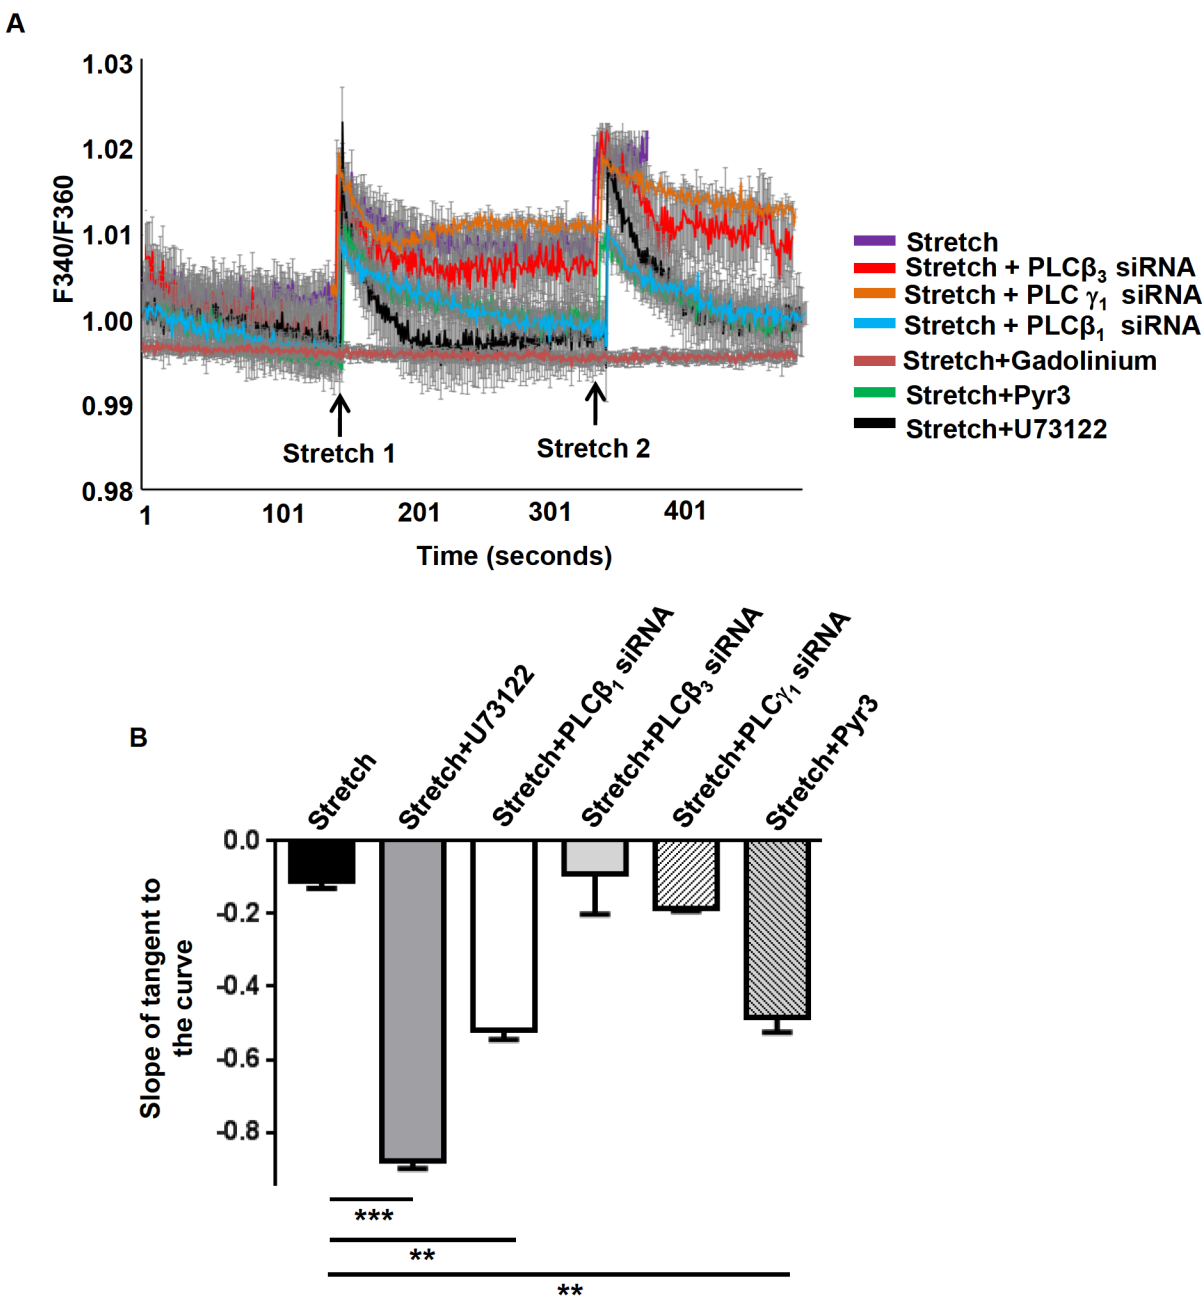 A
1.03
1.02
1.01
1.00
0.99
0.98
F340/F360
Stretch 1
Stretch 2
1
101
201
301
401
Time (seconds)
Stretch
Stretch + PLCβ3 siRNA
Stretch + PLC γ1 siRNA
Stretch + PLCβ1 siRNA
Stretch+Gadolinium
Stretch+Pyr3
Stretch+U73122
B
Stretch
Stretch+U73122
Stretch+PLCβ1 siRNA
Stretch+PLCβ3 siRNA
Stretch+PLCγ1 siRNA
Stretch+Pyr3
0.0
-0.2
-0.4
-0.6
-0.8
Slope of tangent to
the curve
***
**
**